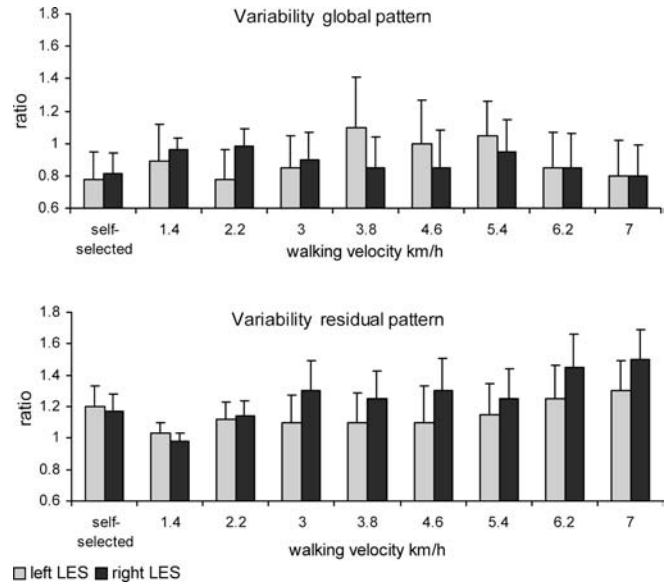 Variability global pattern
1.8
1.6
1.4
1.2
1
0.8
0.6
ratio
self-selected 1.4 2.2 3 3.8 4.6 5.4 6.2 7
walking velocity km/h
Variability residual pattern
1.8
1.6
1.4
1.2
1
0.8
0.6
ratio
self-selected 1.4 2.2 3 3.8 4.6 5.4 6.2 7
walking velocity km/h
left LES right LES